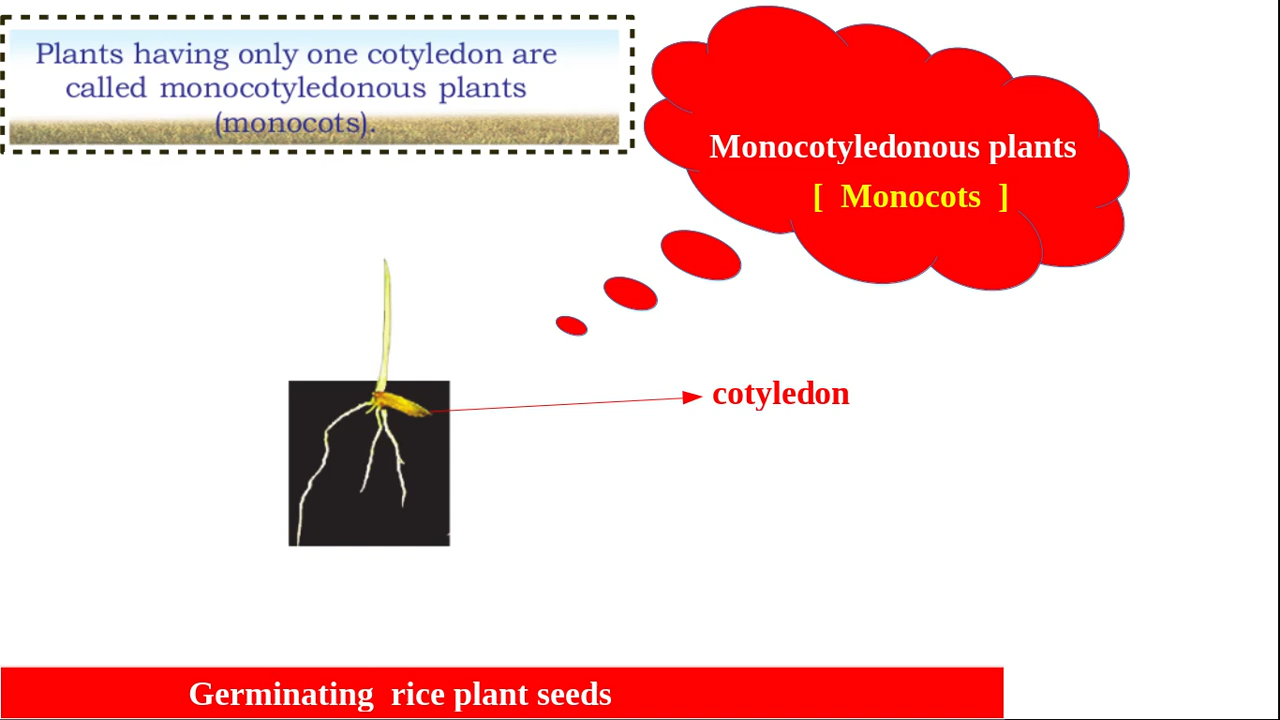 Plants having only one cotyledon are
called monocotyledonous plants
(monocots).
Monocotyledonous plants
[ Monocots ]
cotyledon
Germinating rice plant seeds